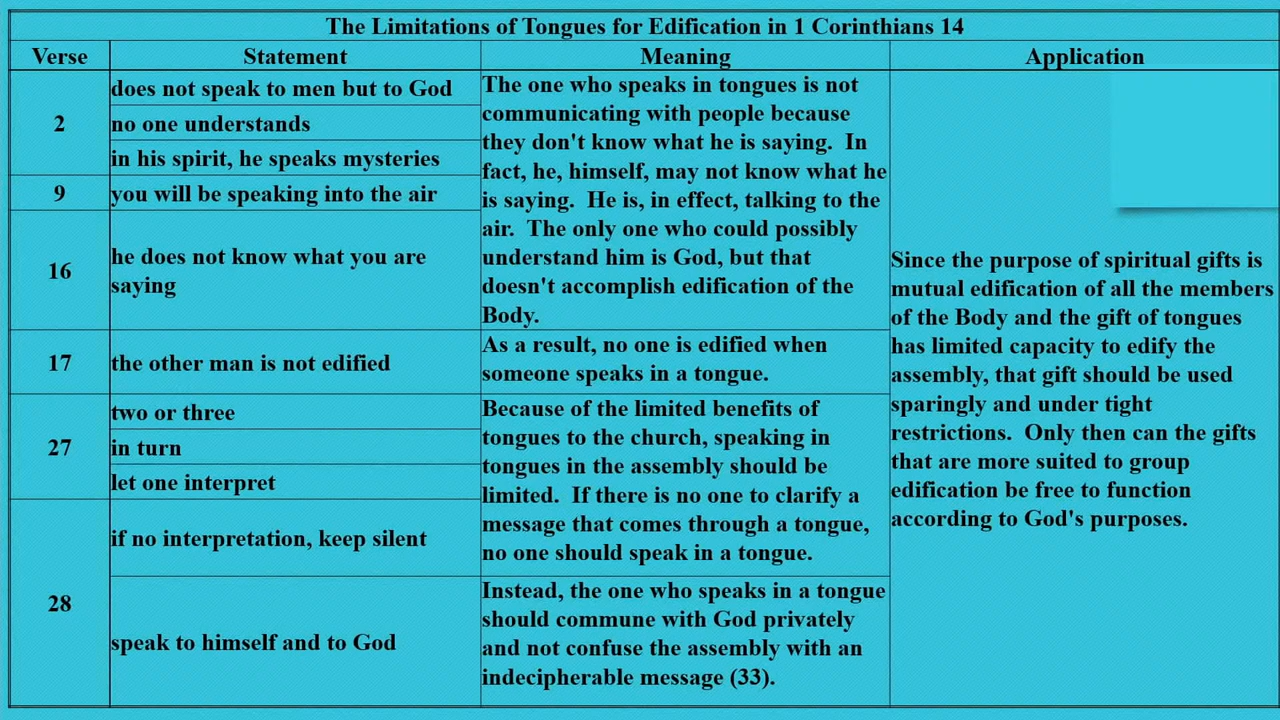 The Limitations of Tongues for Edification in 1 Corinthians 14
Verse
Statement
Meaning
Application
2
does not speak to men but to God
no one understands
in his spirit, he speaks mysteries
9
you will be speaking into the air
16
he does not know what you are
saying
The one who speaks in tongues is not
communicating with people because
they don't know what he is saying.  In
fact, he, himself, may not know what he
is saying.  He is, in effect, talking to the
air.  The only one who could possibly
understand him is God, but that
doesn't accomplish edification of the
Body.
17
the other man is not edified
As a result, no one is edified when
someone speaks in a tongue.
27
two or three
in turn
let one interpret
28
if no interpretation, keep silent
Because of the limited benefits of
tongues to the church, speaking in
tongues in the assembly should be
limited.  If there is no one to clarify a
message that comes through a tongue,
no one should speak in a tongue.
speak to himself and to God
Instead, the one who speaks in a tongue
should commune with God privately
and not confuse the assembly with an
indecipherable message (33).
Since the purpose of spiritual gifts is
mutual edification of all the members
of the Body and the gift of tongues
has limited capacity to edify the
assembly, that gift should be used
sparingly and under tight
restrictions.  Only then can the gifts
that are more suited to group
edification be free to function
according to God's purposes.